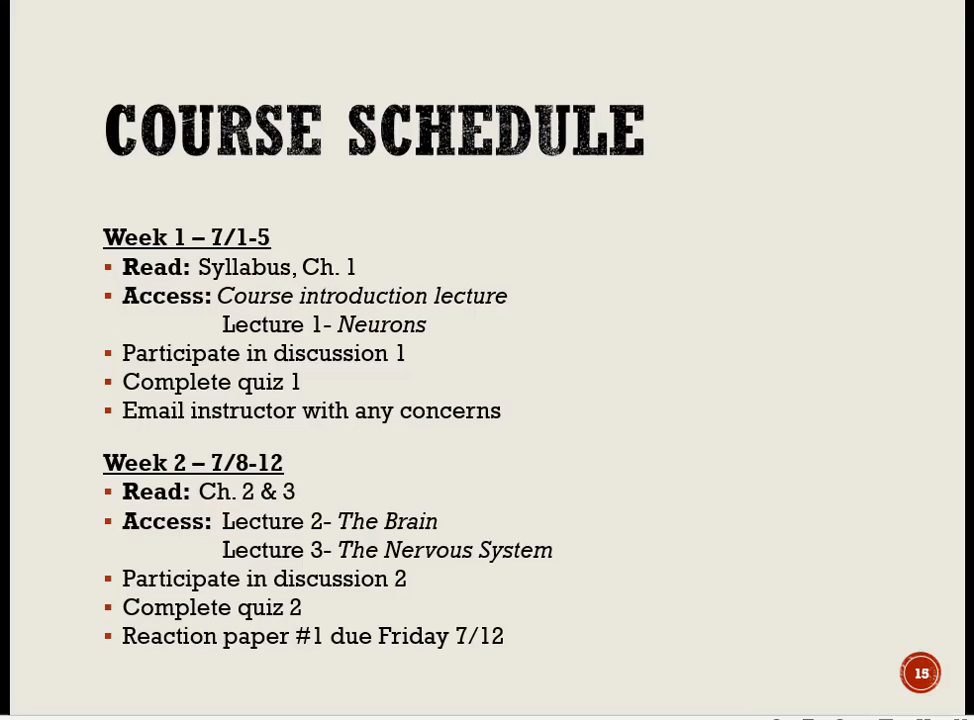 COURSE SCHEDULE
Week 1 – 7/1-5
▪ Read: Syllabus, Ch. 1
▪ Access: Course introduction lecture
Lecture 1- Neurons
▪ Participate in discussion 1
▪ Complete quiz 1
▪ Email instructor with any concerns
Week 2 – 7/8-12
▪ Read: Ch. 2 & 3
▪ Access: Lecture 2- The Brain
Lecture 3- The Nervous System
▪ Participate in discussion 2
▪ Complete quiz 2
▪ Reaction paper #1 due Friday 7/12
15